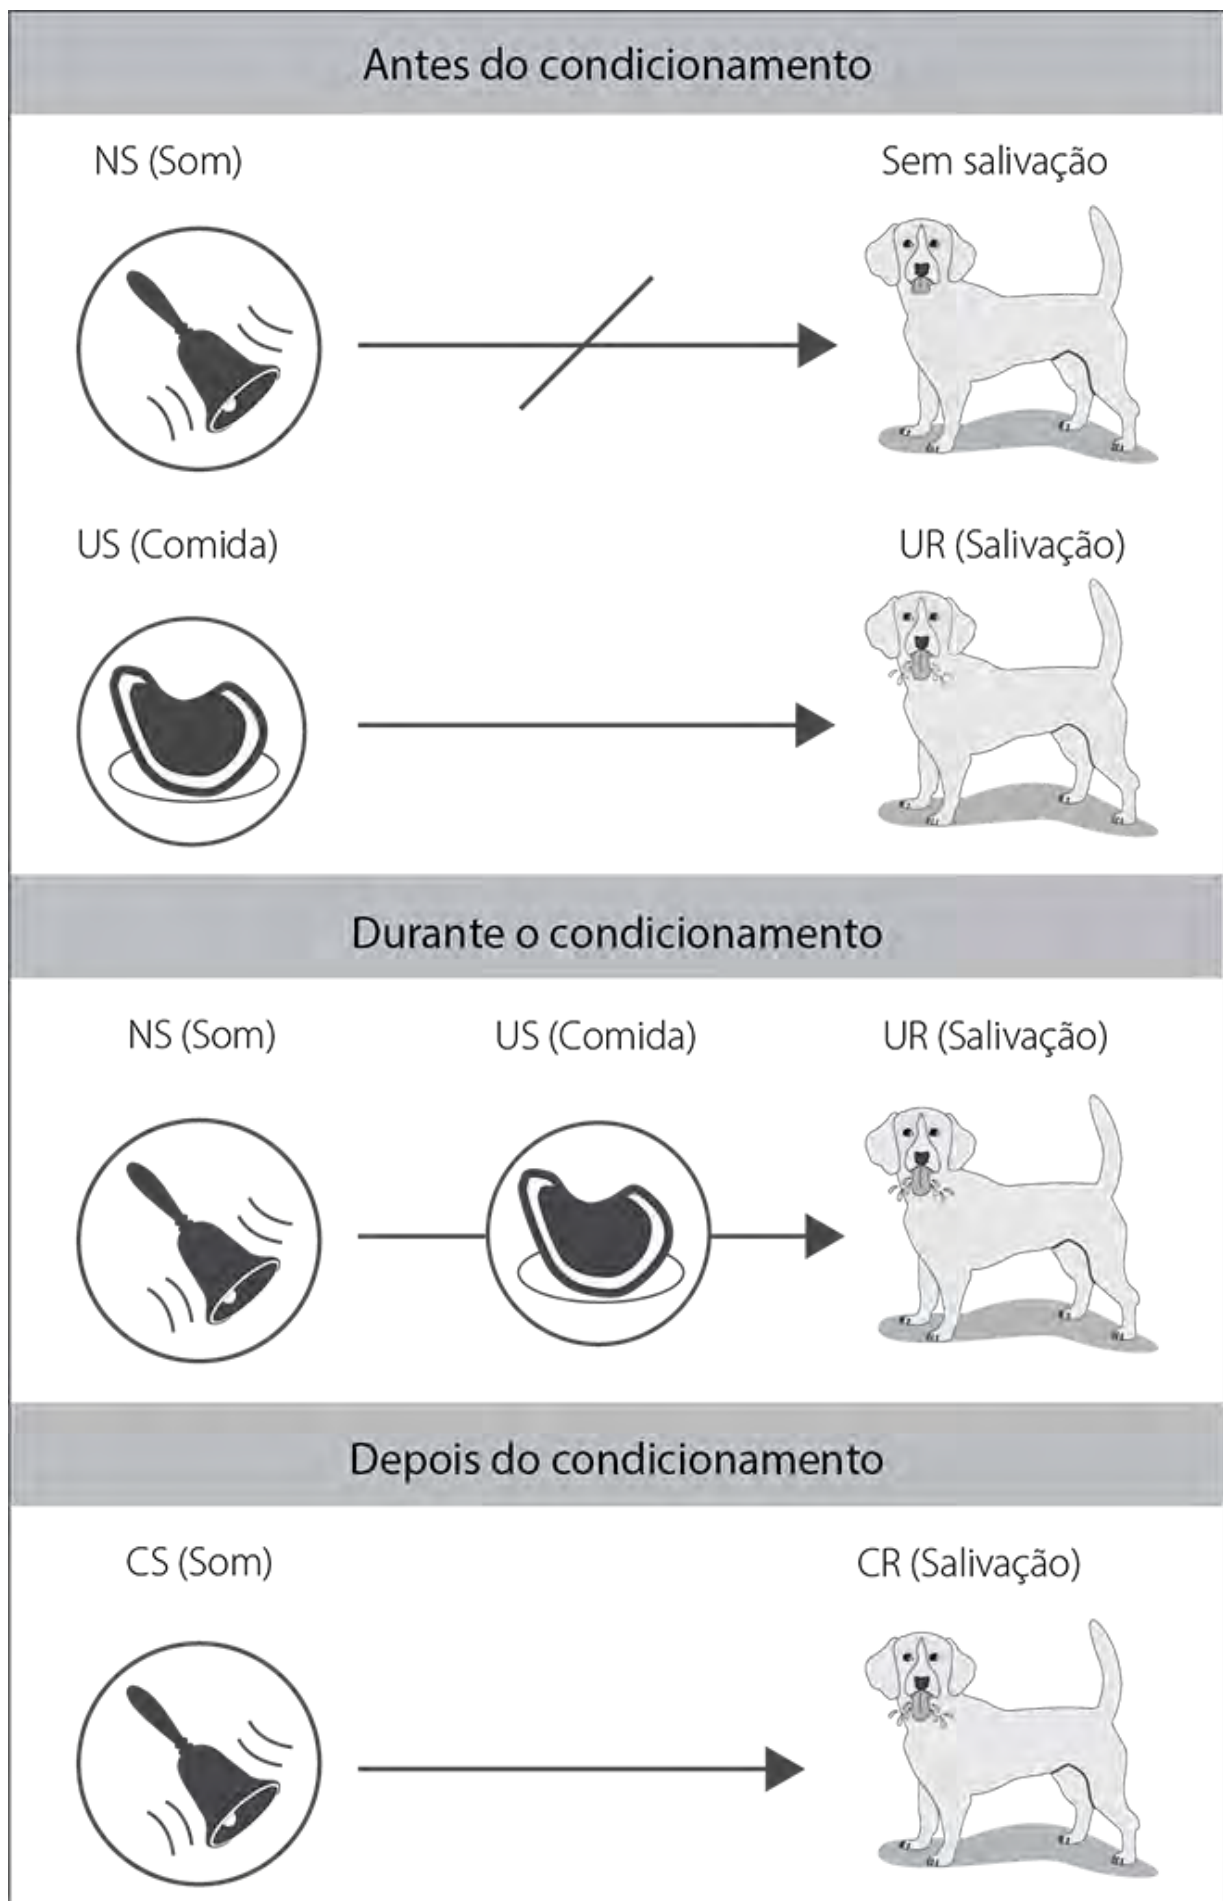 Antes do condicionamento
NS (Som)
Sem salivação
US (Comida)
UR (Salivação)
Durante o condicionamento
NS (Som)
US (Comida)
UR (Salivação)
Depois do condicionamento
CS (Som)
CR (Salivação)